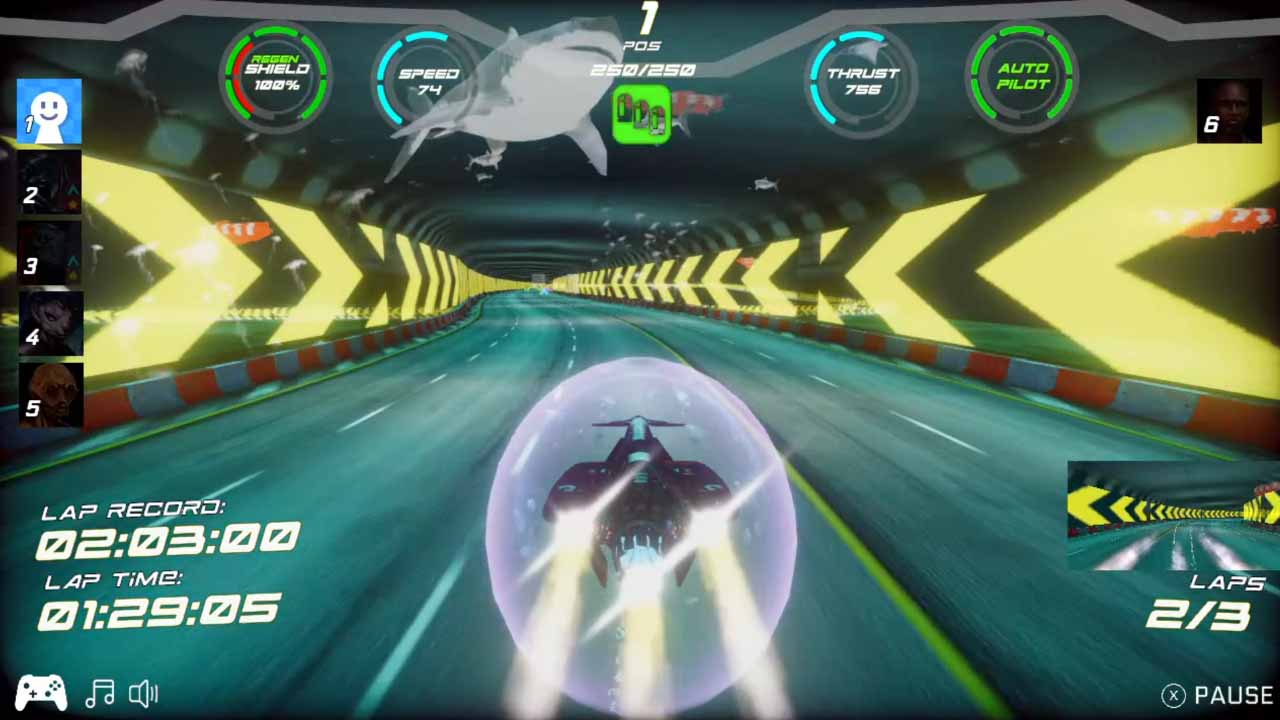 1
POS
250/250
REGEN
SHIELD
100%
SPEED
74
THRUST
756
AUTO
PILOT
1
2
3
4
5
6
LAP RECORD:
02:03:00
LAP TIME:
01:29:05
LAPS
2/3
X PAUSE